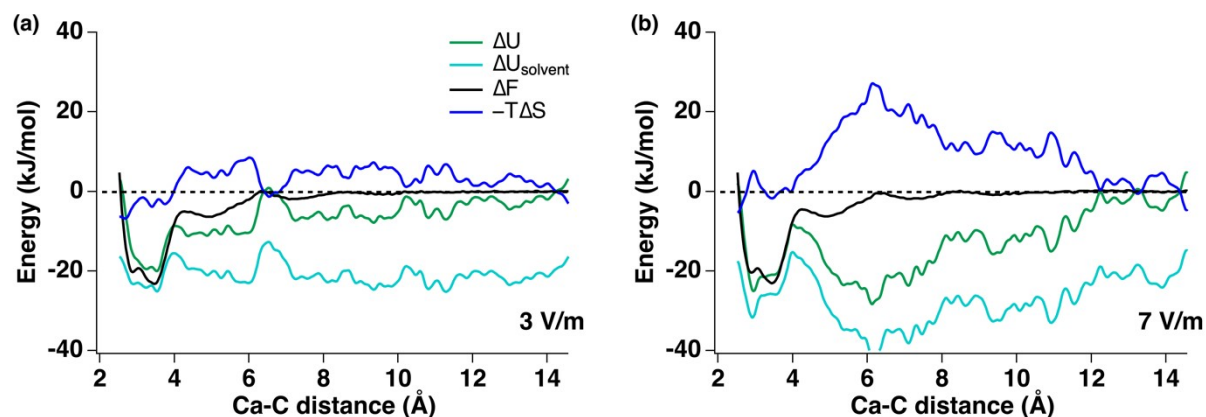 (a)
40
20
0
-20
-40
Energy (kJ/mol)
ΔU
ΔUsolvent
ΔF
–TΔS
3 V/m
2 4 6 8 10 12 14
Ca-C distance (Å)
(b)
40
20
0
-20
-40
Energy (kJ/mol)
7 V/m
2 4 6 8 10 12 14
Ca-C distance (Å)